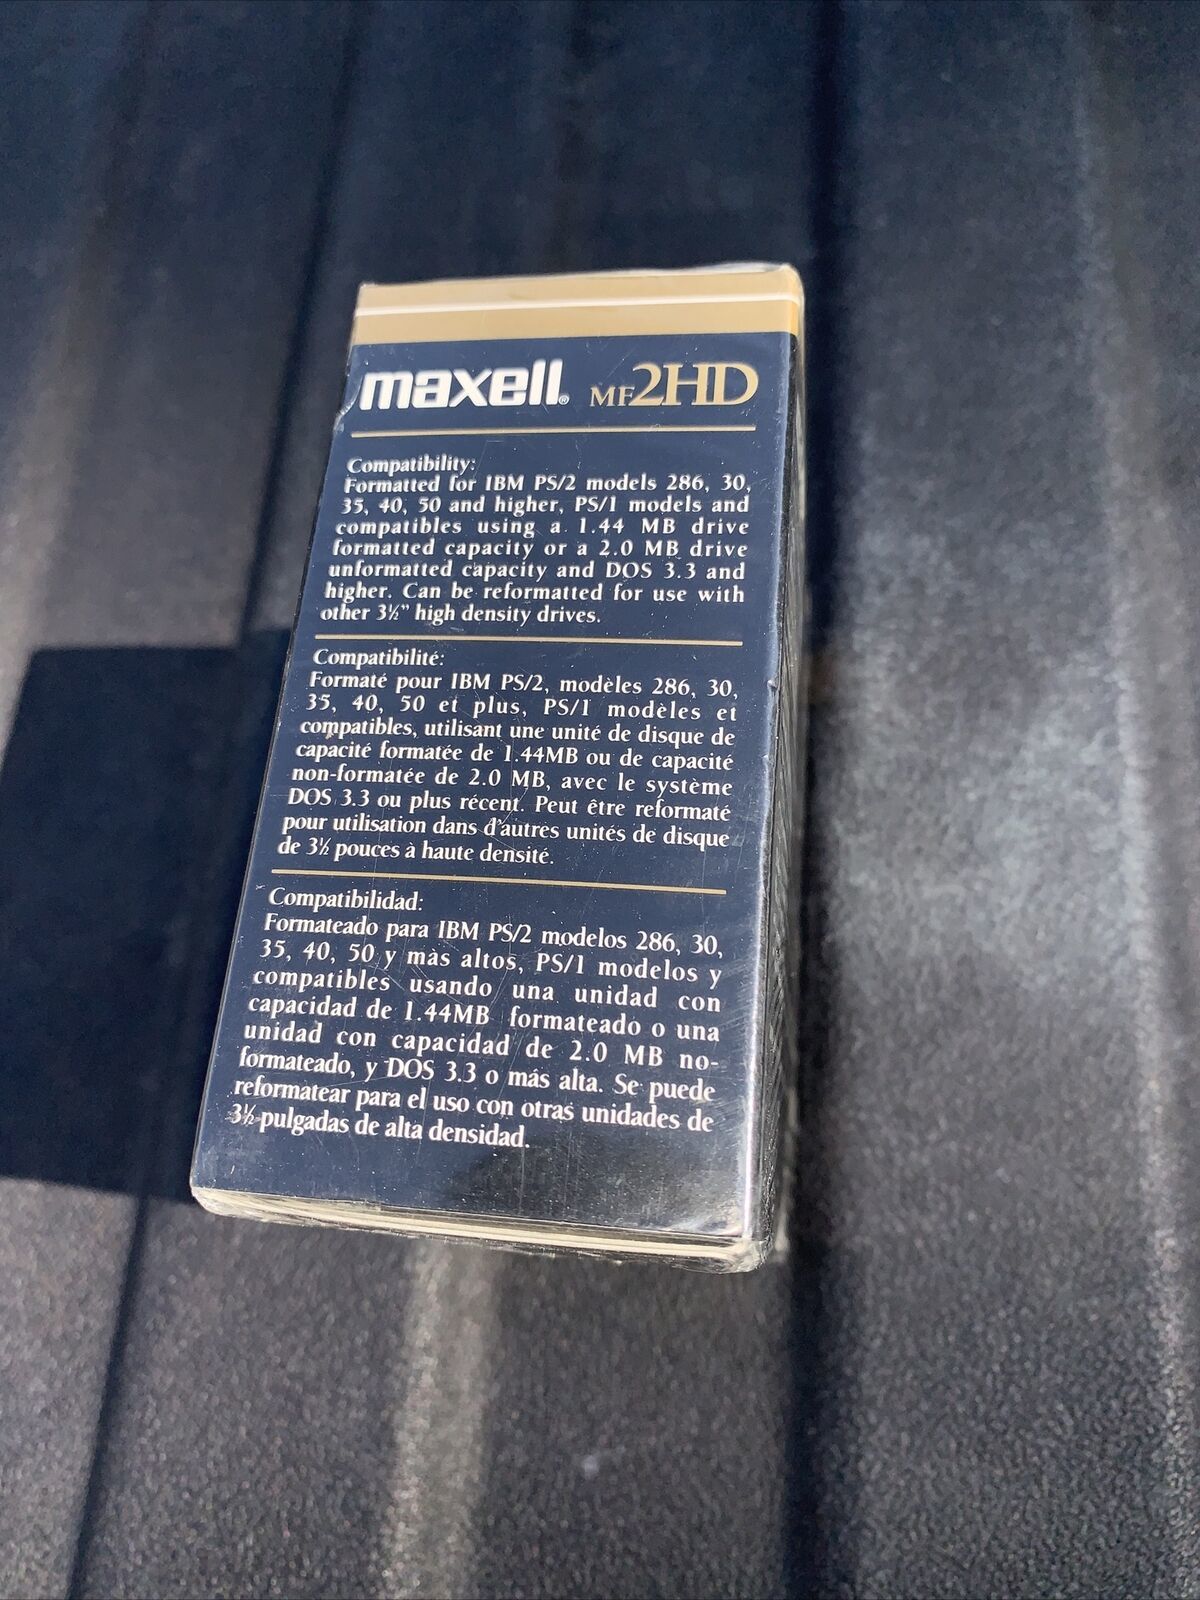 maxell® MF2HD
Compatibility:
Formatted for IBM PS/2 models 286, 30,
35, 40, 50 and higher, PS/1 models and
compatibles using a 1.44 MB drive
formatted capacity or a 2.0 MB drive
unformatted capacity and DOS 3.3 and
higher. Can be reformatted for use with
other 3½" high density drives.
Compatibilité:
Formaté pour IBM PS/2, modèles 286, 30,
35, 40, 50 et plus, PS/1 modèles et
compatibles, utilisant une unité de disque de
capacité formatée de 1.44MB ou de capacité
non-formatée de 2.0 MB, avec le système
DOS 3.3 ou plus récent. Peut être reformaté
pour utilisation dans d'autres unités de disque
de 3½ pouces à haute densité.
Compatibilidad:
Formateado para IBM PS/2 modelos 286, 30,
35, 40, 50 y mas altos, PS/1 modelos y
compatibles usando una unidad con
capacidad de 1.44MB formateado o una
unidad con capacidad de 2.0 MB no-
formateado, y DOS 3.3 o más alta. Se puede
reformatear para el uso con otras unidades de
3½ pulgadas de alta densidad.